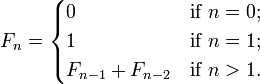 F_n = { 0 if n = 0;
1 if n = 1;
F_{n−1} + F_{n−2} if n > 1.